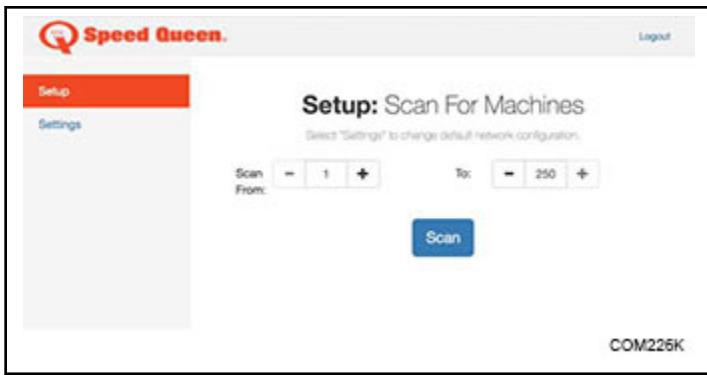 Speed Queen.
Logout
Setup
Settings
Setup: Scan For Machines
Select "Settings" to change default network configuration.
Scan From: - 1 + To: - 250 +
Scan
COM226K